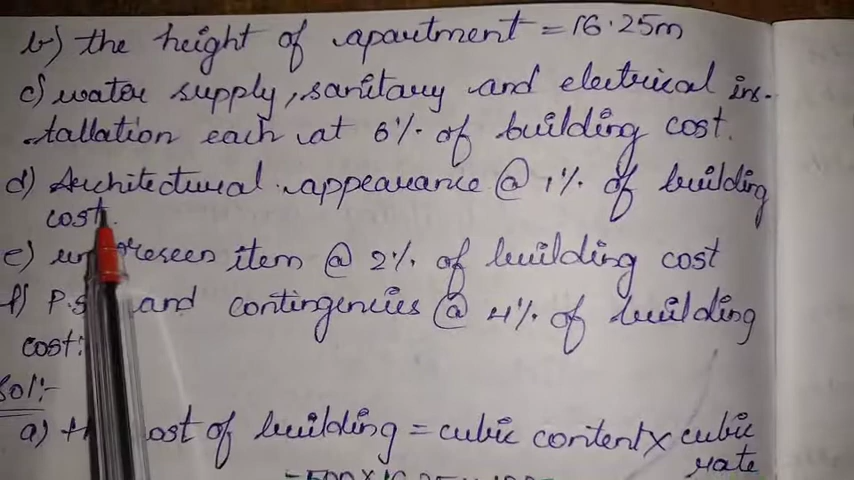 b) the height of apartment = 16.25m
c) water supply, sanitary and electrical ins-
tallation each at 6% of building cost.
d) Architectural appearance @ 1% of building
cost.
e) item @ 2% of building cost
f) P.S and contingencies @ 4% of building
cost:
Sol:-
a) cost of building = cubic content x cubic
rate